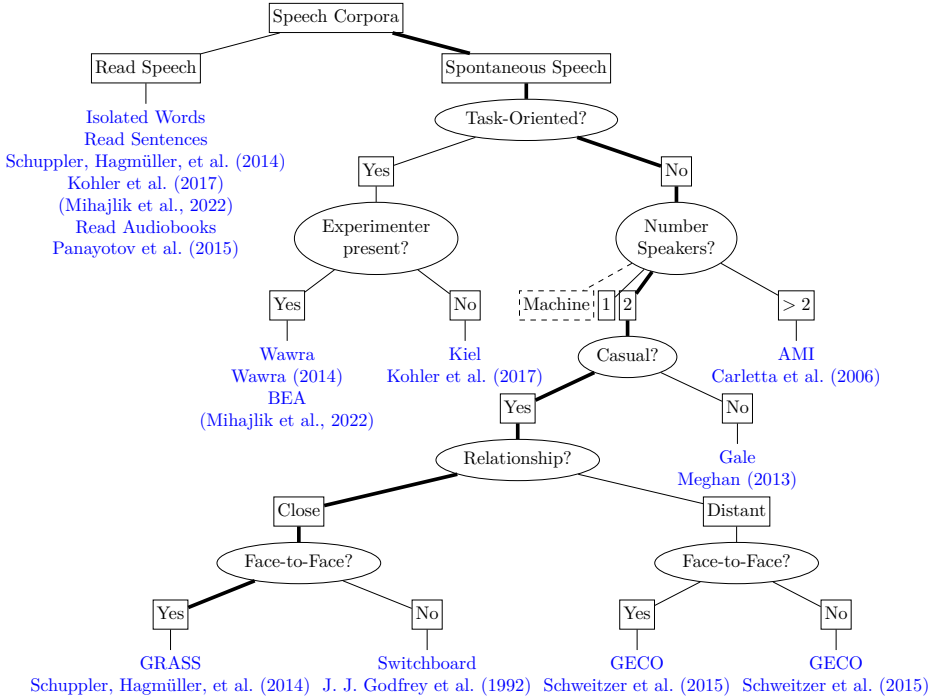 Speech Corpora
Read Speech
Spontaneous Speech
Isolated Words
Read Sentences
Schuppler, Hagmüller, et al. (2014)
Kohler et al. (2017)
(Mihajlik et al., 2022)
Read Audiobooks
Panayotov et al. (2015)
Task-Oriented?
Yes
No
Experimenter
present?
Number
Speakers?
Yes
No
Machine
1
2
> 2
Wawra
Wawra (2014)
BEA
(Mihajlik et al., 2022)
Kiel
Kohler et al. (2017)
Casual?
AMI
Carletta et al. (2006)
Yes
No
Relationship?
Gale
Meghan (2013)
Close
Distant
Face-to-Face?
Face-to-Face?
Yes
No
Yes
No
GRASS
Schuppler, Hagmüller, et al. (2014)
Switchboard
J. J. Godfrey et al. (1992)
GECO
Schweitzer et al. (2015)
GECO
Schweitzer et al. (2015)